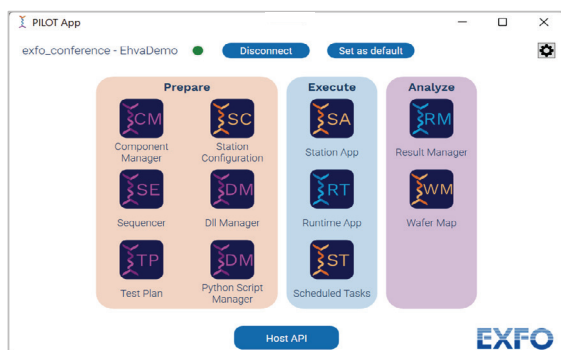 PILOT App
exfo_conference - EhvaDemo
Disconnect
Set as default
Prepare
Execute
Analyze
CM
SC
SA
RM
Component
Manager
Station
Configuration
Station App
Result Manager
SE
DM
RT
WM
Sequencer
Dll Manager
Runtime App
Wafer Map
TP
DM
ST
Test Plan
Python Script
Manager
Scheduled Tasks
Host API
EXFO